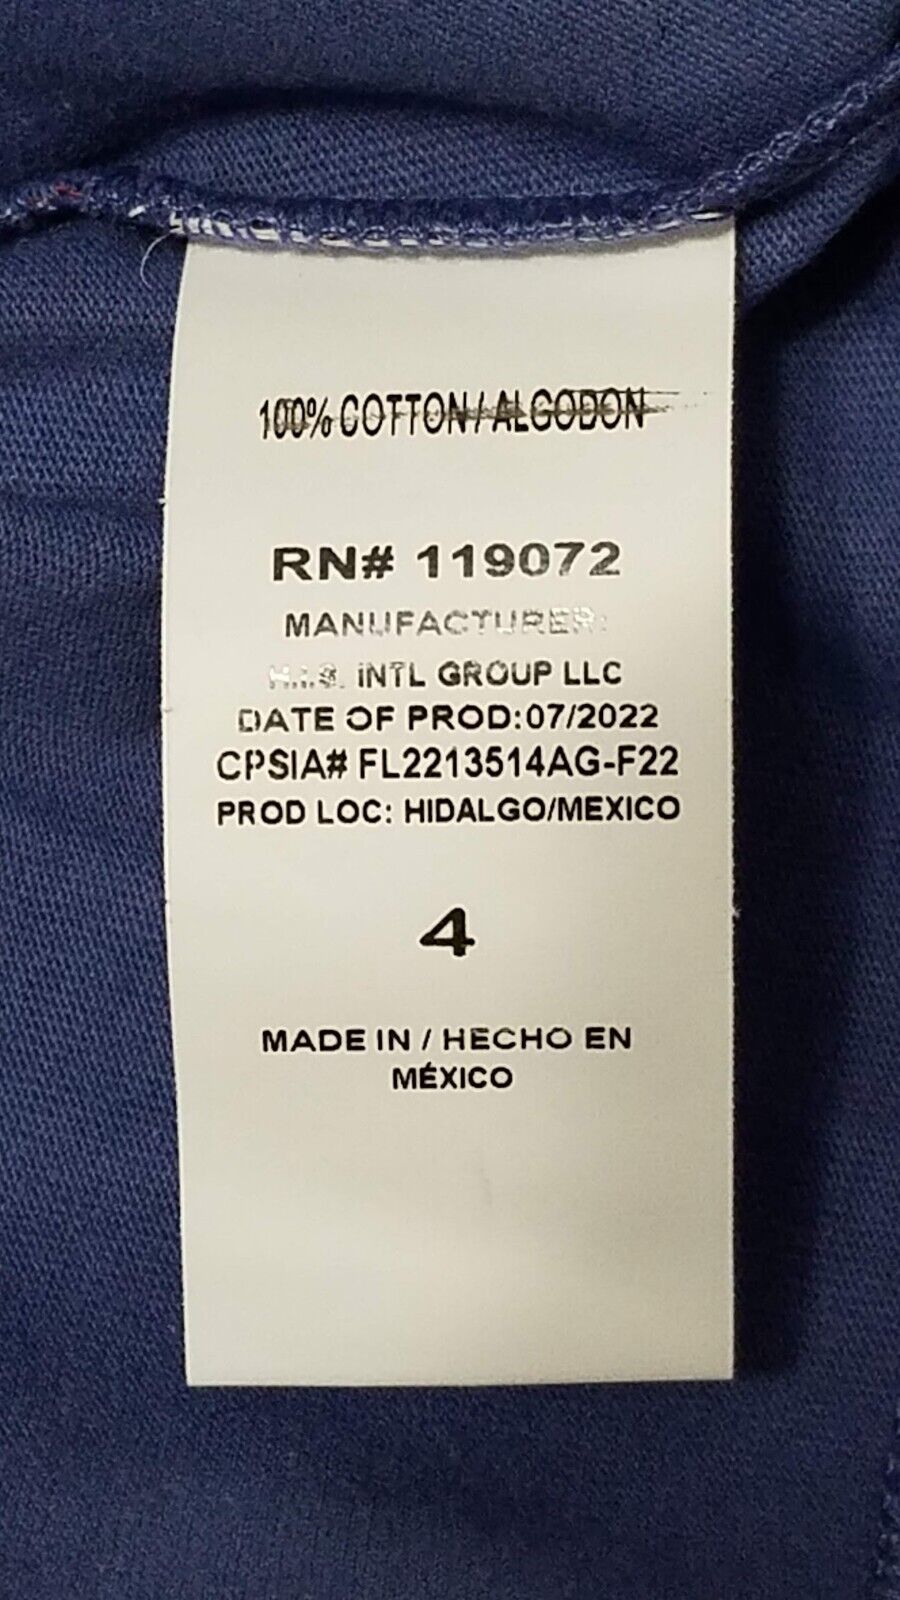 100% COTTON / ALGODON
RN# 119072
MANUFACTURER:
H.I.S. INTL GROUP LLC
DATE OF PROD:07/2022
CPSIA# FL2213514AG-F22
PROD LOC: HIDALGO/MEXICO
4
MADE IN / HECHO EN
MÉXICO